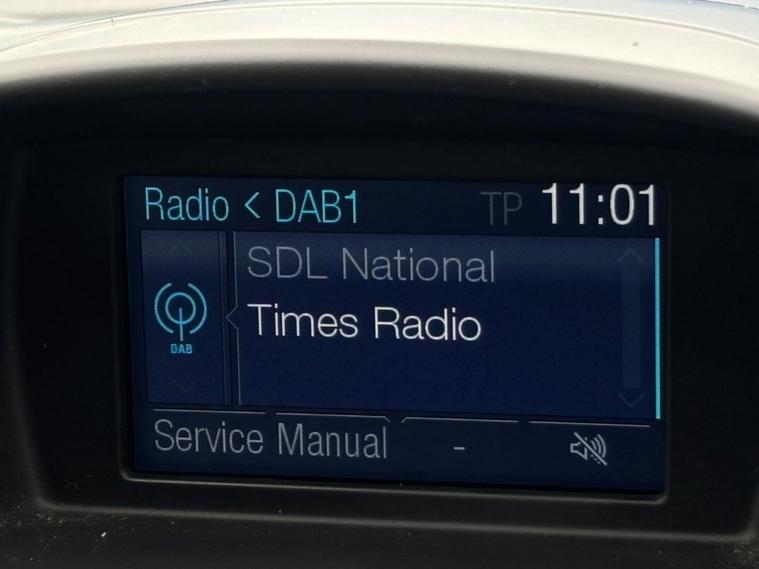 Radio < DAB1 TP 11:01
SDL National
Times Radio
DAB
Service Manual -